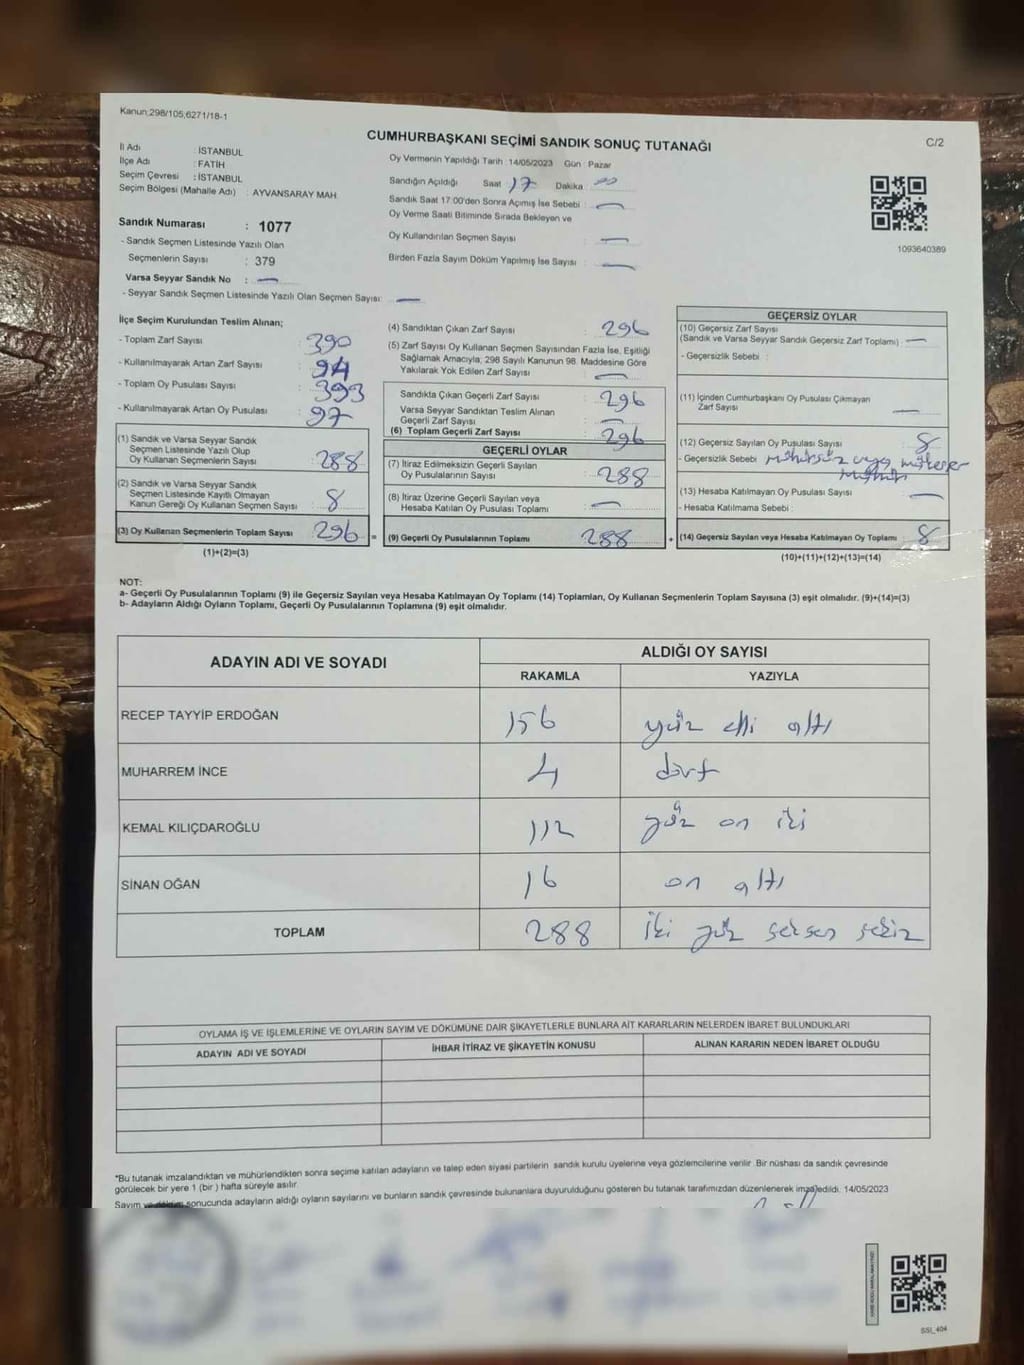 Kanun;298/105,6271/18-1
CUMHURBAŞKANI SEÇİMİ SANDIK SONUÇ TUTANAĞI
C/2
İl Adı : İSTANBUL
İlçe Adı : FATİH
Seçim Çevresi : İSTANBUL
Seçim Bölgesi (Mahalle Adı) : AYVANSARAY MAH
Sandık Numarası : 1077
- Sandık Seçmen Listesinde Yazılı Olan
Seçmenlerin Sayısı : 379
Varsa Seyyar Sandık No : —
- Seyyar Sandık Seçmen Listesinde Yazılı Olan Seçmen Sayısı: —
Oy Vermenin Yapıldığı Tarih : 14/05/2023 Gün : Pazar
Sandığın Açıldığı Saat 17 Dakika 00
Sandık Saat 17:00'den Sonra Açımış İse Sebebi : —
Oy Verme Saati Bitiminde Sırada Bekleyen ve
Oy Kullandırılan Seçmen Sayısı : —
Birden Fazla Sayım Döküm Yapılmış İse Sayısı : —
1093640389
İlçe Seçim Kurulundan Teslim Alınan;
- Toplam Zarf Sayısı : 390
- Kullanılmayarak Artan Zarf Sayısı : 94
- Toplam Oy Pusulası Sayısı : 393
- Kullanılmayarak Artan Oy Pusulası : 97
(1) Sandık ve Varsa Seyyar Sandık
Seçmen Listesinde Yazılı Olup
Oy Kullanan Seçmenlerin Sayısı : 288
(2) Sandık ve Varsa Seyyar Sandık
Seçmen Listesinde Kayıtlı Olmayan
Kanun Gereği Oy Kullanan Seçmen Sayısı : 8
(3) Oy Kullanan Seçmenlerin Toplam Sayısı : 296 =
(1)+(2)=(3)
(4) Sandıktan Çıkan Zarf Sayısı : 296
(5) Zarf Sayısı Oy Kullanan Seçmen Sayısından Fazla İse, Eşitliği
Sağlamak Amacıyla; 298 Sayılı Kanunun 98. Maddesine Göre
Yakılarak Yok Edilen Zarf Sayısı : —
Sandıkta Çıkan Geçerli Zarf Sayısı : 296
Varsa Seyyar Sandıktan Teslim Alınan
Geçerli Zarf Sayısı : —
(6) Toplam Geçerli Zarf Sayısı : 296
GEÇERLİ OYLAR
(7) İtiraz Edilmeksizin Geçerli Sayılan
Oy Pusulalarının Sayısı : 288
(8) İtiraz Üzerine Geçerli Sayılan veya
Hesaba Katılan Oy Pusulası Toplamı : —
(9) Geçerli Oy Pusulalarının Toplamı : 288 +
GEÇERSİZ OYLAR
(10) Geçersiz Zarf Sayısı
(Sandık ve Varsa Seyyar Sandık Geçersiz Zarf Toplamı) : —
- Geçersizlik Sebebi :
(11) İçinden Cumhurbaşkanı Oy Pusulası Çıkmayan
Zarf Sayısı : —
(12) Geçersiz Sayılan Oy Pusulası Sayısı : 8
- Geçersizlik Sebebi : mühürsüz veya mükerrer
mühür
(13) Hesaba Katılmayan Oy Pusulası Sayısı : —
- Hesaba Katılmama Sebebi :
(14) Geçersiz Sayılan veya Hesaba Katılmayan Oy Toplamı : 8
(10)+(11)+(12)+(13)=(14)
NOT:
a- Geçerli Oy Pusulalarının Toplamı (9) ile Geçersiz Sayılan veya Hesaba Katılmayan Oy Toplamı (14) Toplamları, Oy Kullanan Seçmenlerin Toplam Sayısına (3) eşit olmalıdır. (9)+(14)=(3)
b- Adayların Aldığı Oyların Toplamı, Geçerli Oy Pusulalarının Toplamına (9) eşit olmalıdır.
ADAYIN ADI VE SOYADI ALDIĞI OY SAYISI
RAKAMLA YAZIYLA
RECEP TAYYİP ERDOĞAN 156 yüz elli altı
MUHARREM İNCE 4 dört
KEMAL KILIÇDAROĞLU 112 yüz on iki
SİNAN OĞAN 16 on altı
TOPLAM 288 iki yüz seksen sekiz
OYLAMA İŞ VE İŞLEMLERİNE VE OYLARIN SAYIM VE DÖKÜMÜNE DAİR ŞİKAYETLERLE BUNLARA AİT KARARLARIN NELERDEN İBARET BULUNDUKLARI
ADAYIN ADI VE SOYADI İHBAR İTİRAZ VE ŞİKAYETİN KONUSU ALINAN KARARIN NEDEN İBARET OLDUĞU
*Bu tutanak imzalandıktan ve mühürlendikten sonra seçime katılan adayların ve talep eden siyasi partilerin sandık kurulu üyelerine veya gözlemcilerine verilir. Bir nüshası da sandık çevresinde
görülecek bir yere 1 (bir ) hafta süreyle asılır.
Sayım ve döküm sonucunda adayların aldığı oyların sayılarını ve bunların sandık çevresinde bulunanlara duyurulduğunu gösteren bu tutanak tarafımızdan düzenlenerek imza edildi. 14/05/2023
SSİ_404